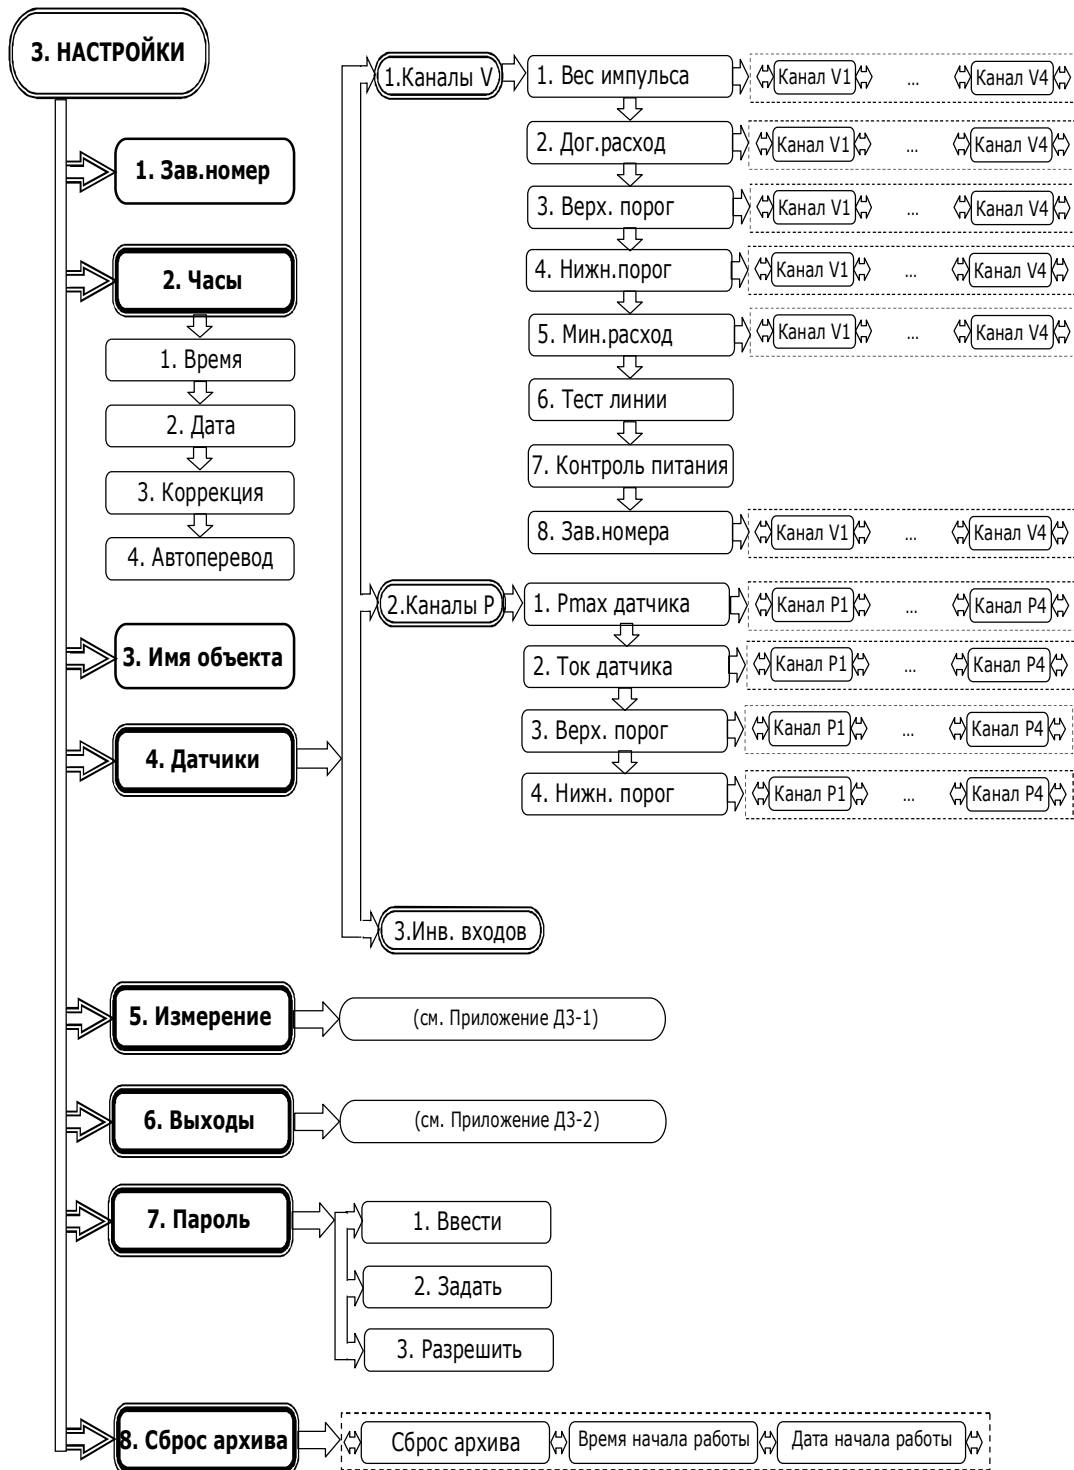 3. НАСТРОЙКИ
1. Зав.номер
2. Часы
1. Время
2. Дата
3. Коррекция
4. Автоперевод
3. Имя объекта
4. Датчики
1.Каналы V
1. Вес импульса
Канал V1 ... Канал V4
2. Дог.расход
Канал V1 ... Канал V4
3. Верх. порог
Канал V1 ... Канал V4
4. Нижн.порог
Канал V1 ... Канал V4
5. Мин.расход
Канал V1 ... Канал V4
6. Тест линии
7. Контроль питания
8. Зав.номера
Канал V1 ... Канал V4
2.Каналы P
1. Pmax датчика
Канал P1 ... Канал P4
2. Ток датчика
Канал P1 ... Канал P4
3. Верх. порог
Канал P1 ... Канал P4
4. Нижн. порог
Канал P1 ... Канал P4
3.Инв. входов
5. Измерение
(см. Приложение Д3-1)
6. Выходы
(см. Приложение Д3-2)
7. Пароль
1. Ввести
2. Задать
3. Разрешить
8. Сброс архива
Сброс архива
Время начала работы
Дата начала работы